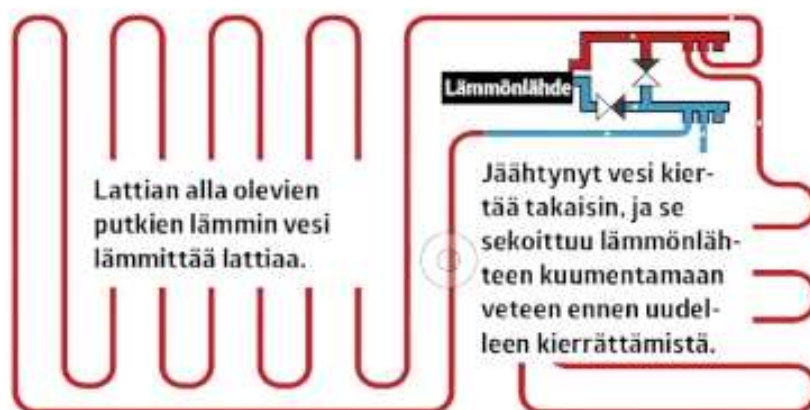 Lämmönlähde
Lattian alla olevien
putkien lämmin vesi
lämmittää lattiaa.
Jäähtynyt vesi kier-
tää takaisin, ja se
sekoittuu lämmönläh-
teen kuumentamaan
veteen ennen uudel-
leen kierrättämistä.